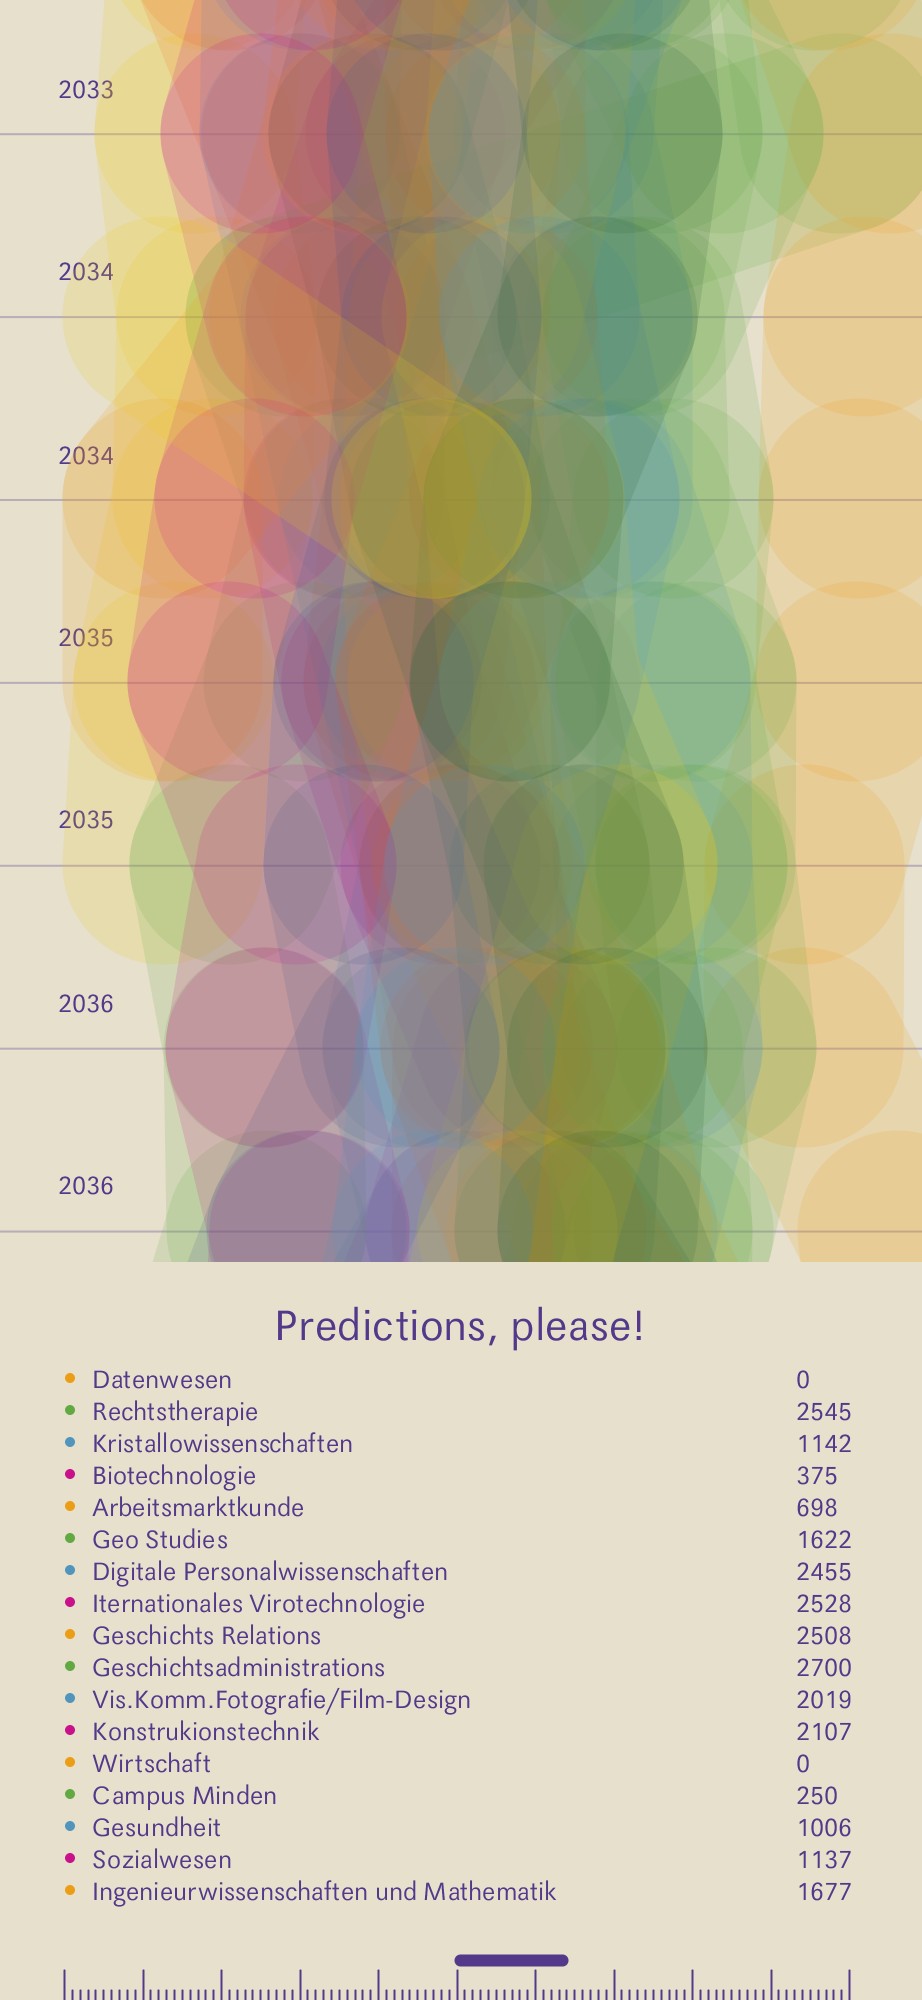 2033
2034
2034
2035
2035
2036
2036
Predictions, please!
Datenwesen 0
Rechtstherapie 2545
Kristallowissenschaften 1142
Biotechnologie 375
Arbeitsmarktkunde 698
Geo Studies 1622
Digitale Personalwissenschaften 2455
Iternationales Virotechnologie 2528
Geschichts Relations 2508
Geschichtsadministrations 2700
Vis.Komm.Fotografie/Film-Design 2019
Konstrukionstechnik 2107
Wirtschaft 0
Campus Minden 250
Gesundheit 1006
Sozialwesen 1137
Ingenieurwissenschaften und Mathematik 1677